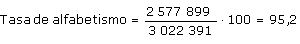 Tasa de alfabetismo = 2 577 899 / 3 022 391 · 100 = 95,2